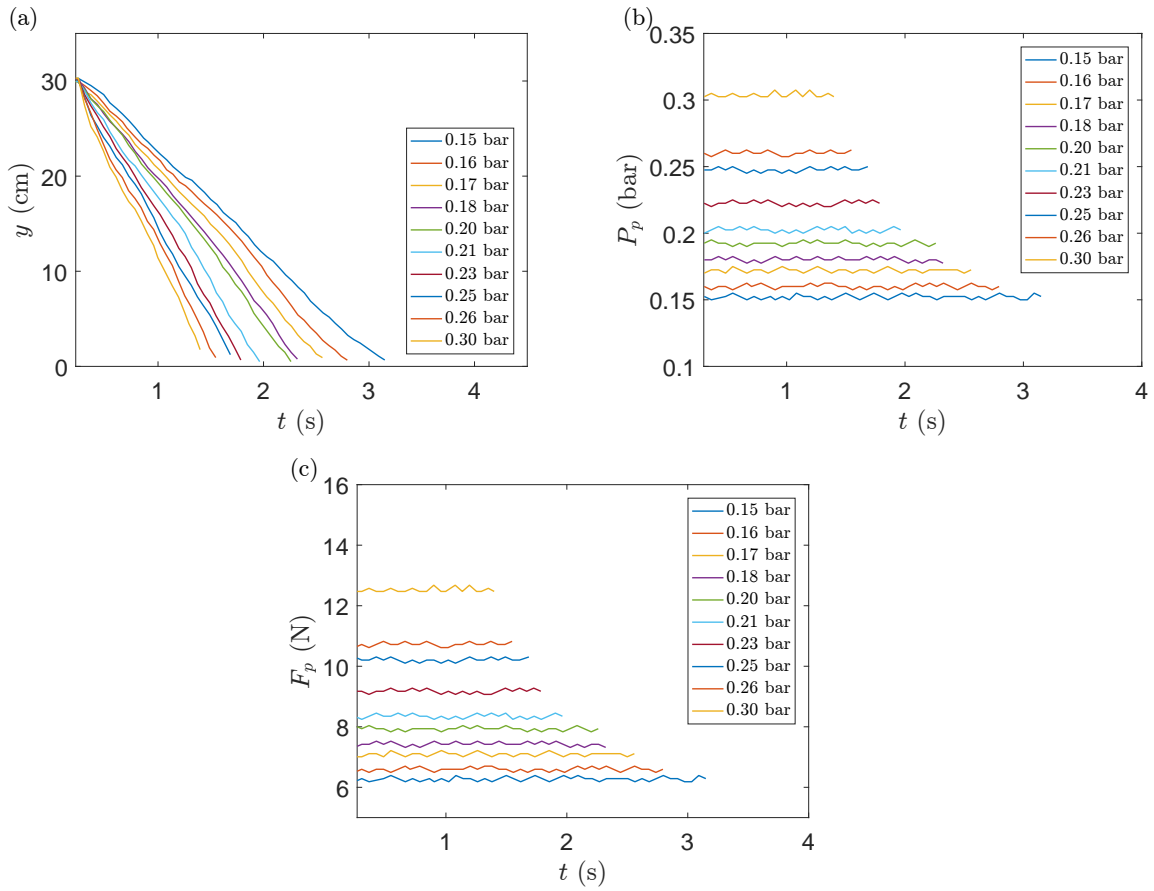 (a)
30
20
10
0
y (cm)
1
2
3
4
t (s)
0.15 bar
0.16 bar
0.17 bar
0.18 bar
0.20 bar
0.21 bar
0.23 bar
0.25 bar
0.26 bar
0.30 bar
(b)
0.35
0.3
0.25
0.2
0.15
0.1
P_p (bar)
1
2
3
4
t (s)
0.15 bar
0.16 bar
0.17 bar
0.18 bar
0.20 bar
0.21 bar
0.23 bar
0.25 bar
0.26 bar
0.30 bar
(c)
16
14
12
10
8
6
F_p (N)
1
2
3
4
t (s)
0.15 bar
0.16 bar
0.17 bar
0.18 bar
0.20 bar
0.21 bar
0.23 bar
0.25 bar
0.26 bar
0.30 bar